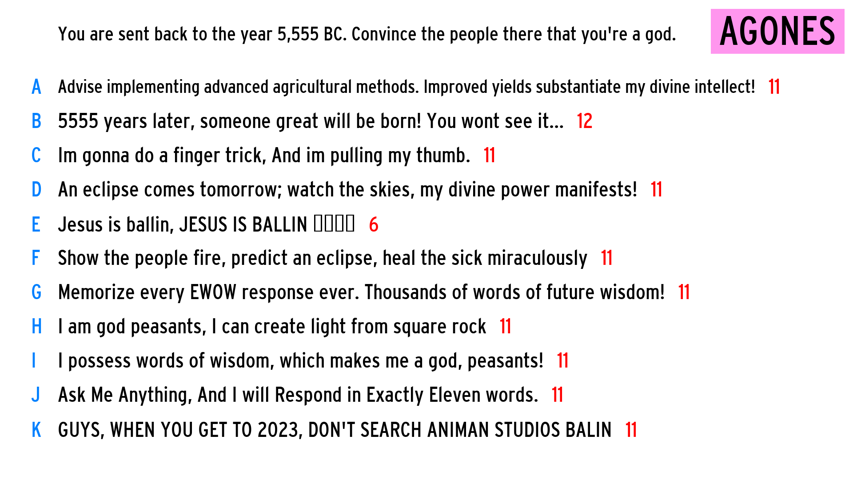 You are sent back to the year 5,555 BC. Convince the people there that you're a god.
AGONES
A Advise implementing advanced agricultural methods. Improved yields substantiate my divine intellect! 11
B 5555 years later, someone great will be born! You wont see it... 12
C Im gonna do a finger trick, And im pulling my thumb. 11
D An eclipse comes tomorrow; watch the skies, my divine power manifests! 11
E Jesus is ballin, JESUS IS BALLIN 6
F Show the people fire, predict an eclipse, heal the sick miraculously 11
G Memorize every EWOW response ever. Thousands of words of future wisdom! 11
H I am god peasants, I can create light from square rock 11
I I possess words of wisdom, which makes me a god, peasants! 11
J Ask Me Anything, And I will Respond in Exactly Eleven words. 11
K GUYS, WHEN YOU GET TO 2023, DON'T SEARCH ANIMAN STUDIOS BALIN 11